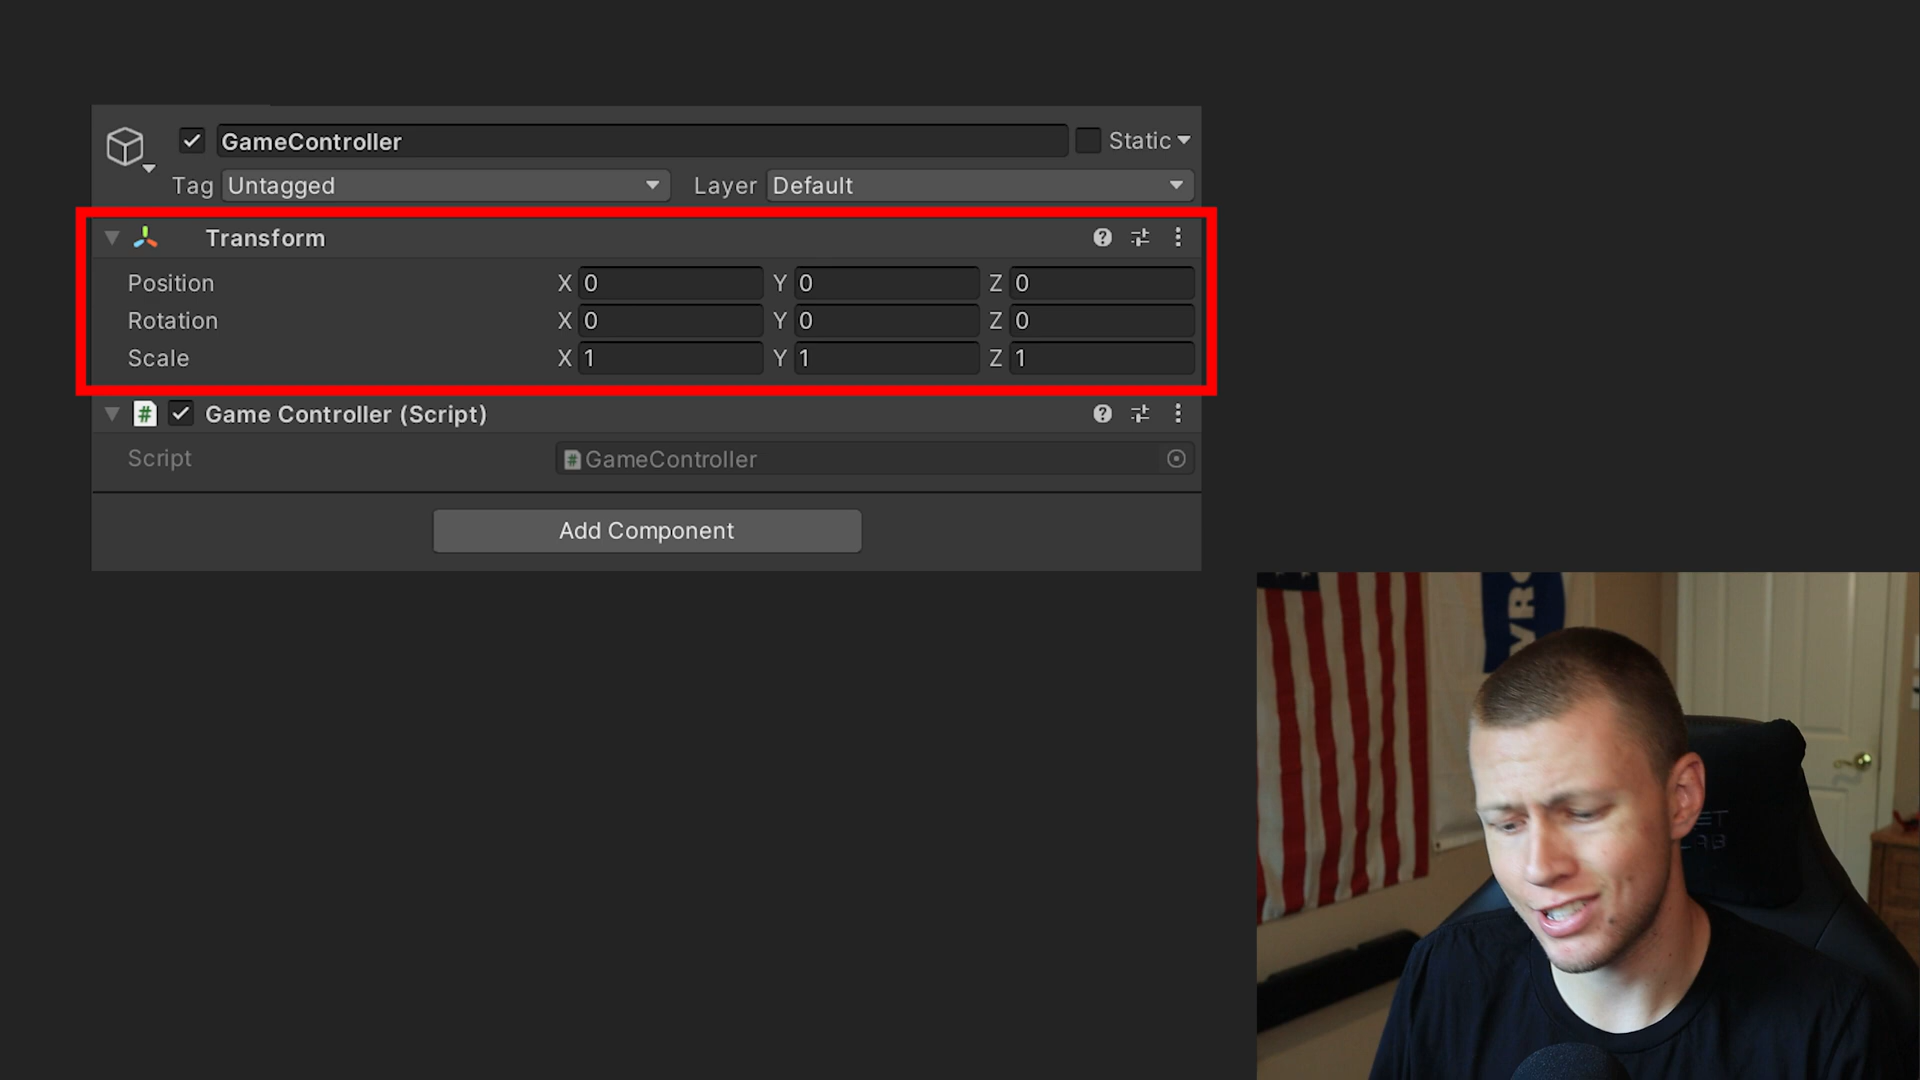 GameController Static
Tag Untagged Layer Default
Transform
Position X 0 Y 0 Z 0
Rotation X 0 Y 0 Z 0
Scale X 1 Y 1 Z 1
# Game Controller (Script)
Script # GameController
Add Component